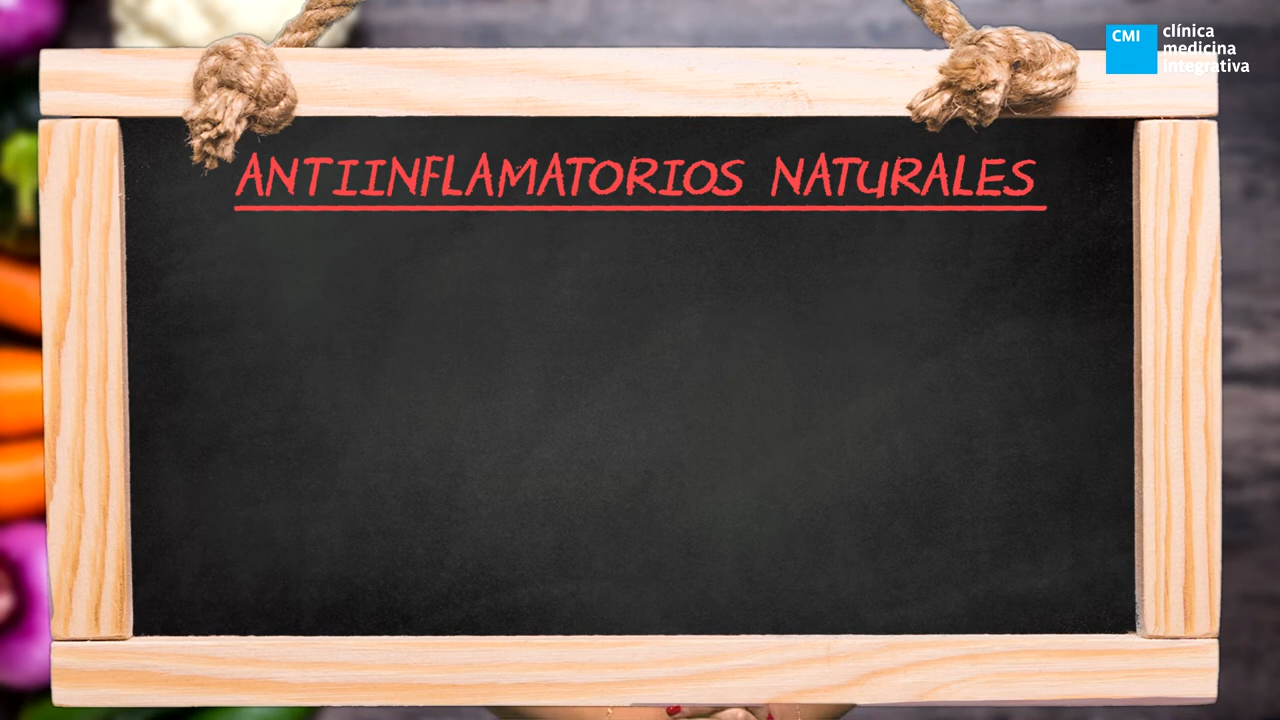 CMI
clínica
medicina
integrativa
ANTIINFLAMATORIOS NATURALES